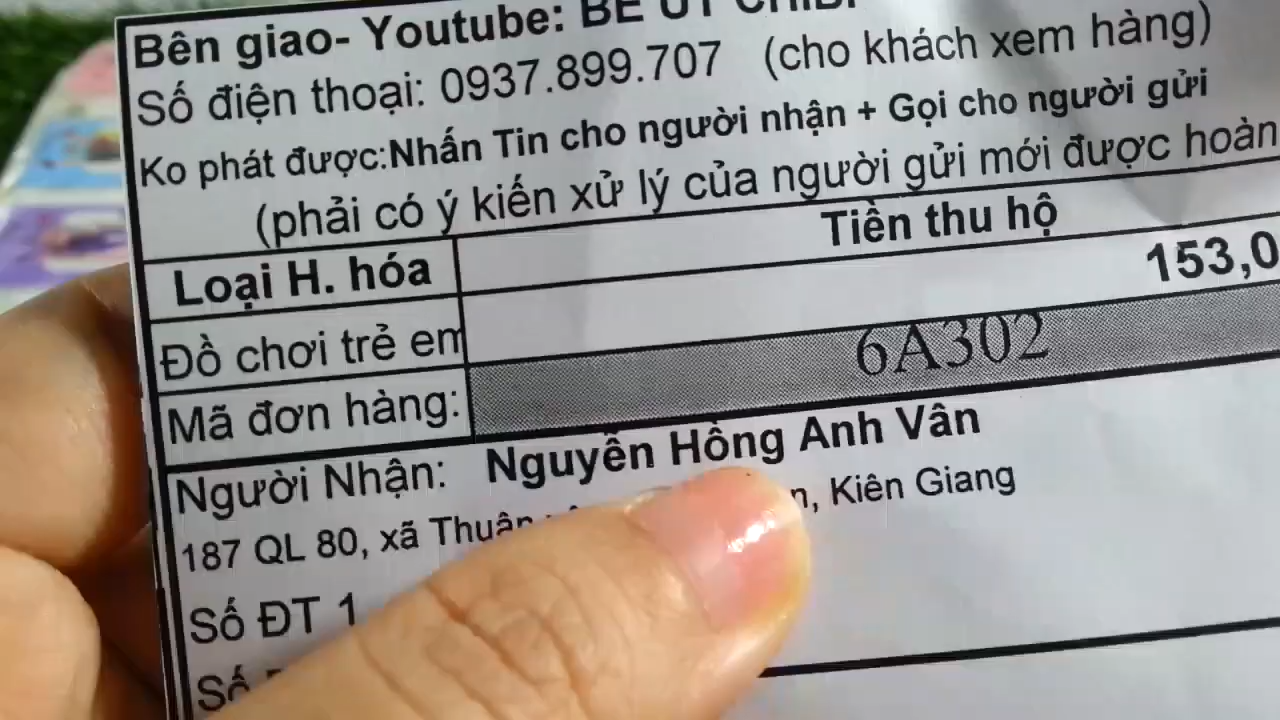 Bên giao- Youtube: BÉ ÚT CHIBI
Số điện thoại: 0937.899.707 (cho khách xem hàng)
Ko phát được:Nhấn Tin cho người nhận + Gọi cho người gửi
(phải có ý kiến xử lý của người gửi mới được hoàn
Loại H. hóa Tiền thu hộ
Đồ chơi trẻ em 153,0
Mã đơn hàng: 6A302
Người Nhận: Nguyễn Hồng Anh Vân
187 QL 80, xã Thuận Kiên Giang
Số ĐT 1
Số